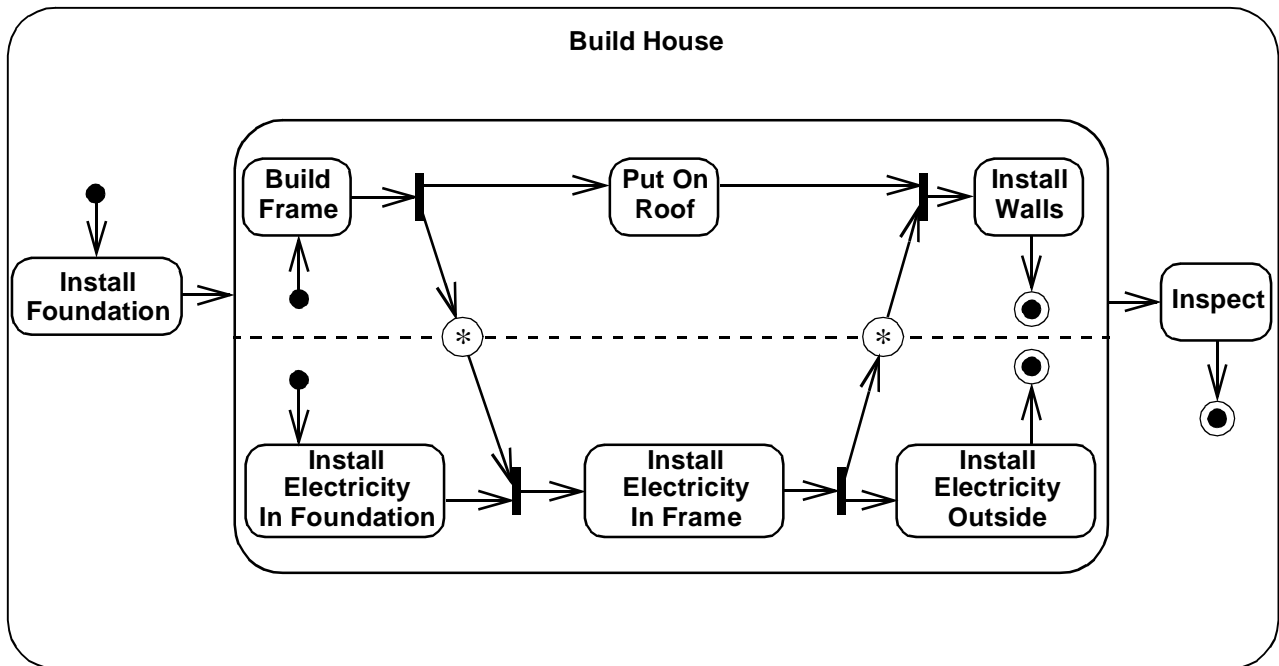 Build House
Build
Frame
Put On
Roof
Install
Walls
Install
Foundation
Inspect
*
*
Install
Electricity
In Foundation
Install
Electricity
In Frame
Install
Electricity
Outside